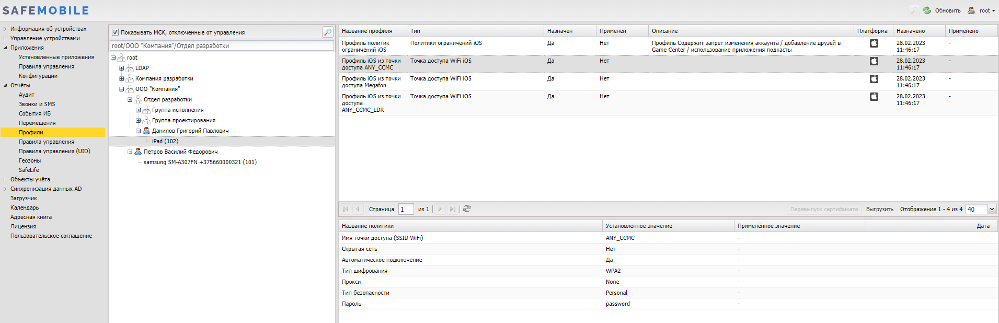 SAFEMOBILE
Обновить
root
Информация об устройствах
Управление устройствами
Приложения
Установленные приложения
Правила управления
Конфигурации
Отчёты
Аудит
Звонки и SMS
События ИБ
Перемещения
Профили
Правила управления
Правила управления (UID)
Геозоны
SafeLife
Объекты учёта
Синхронизация данных AD
Загрузчик
Календарь
Адресная книга
Лицензия
Пользовательское соглашение
Показывать МСК, отключенные от управления
root/ООО "Компания"/Отдел разработки
root
LDAP
Компания разработки
ООО "Компания"
Отдел разработки
Группа исполнения
Группа проектирования
Данилов Григорий Павлович
iPad (102)
Петров Василий Федорович
samsung SM-A307FN +375660000321 (101)
Название профиля Тип Назначен Применён Описание Платформа Назначено Применено
Профиль политик Политики ограничений iOS Да Нет Профиль Содержит запрет изменения аккаунта / добавление друзей в 28.02.2023 -
ограничений iOS Game Center / использование приложения подкасты 11:46:17
Профиль iOS из точки Точка доступа WiFi iOS Да Нет 28.02.2023 -
доступа ANY_CCMC 11:46:17
Профиль iOS из точки Точка доступа WiFi iOS Да Нет 28.02.2023 -
доступа Megafon 11:46:17
Профиль iOS из точки Точка доступа WiFi iOS Да Нет 28.02.2023 -
доступа 11:46:17
ANY_CCMC_LDR
Страница 1 из 1 Перевыпуск сертификата Выгрузить Отображение 1 - 4 из 4 40
Название политики Установленное значение Применённое значение Дата
Имя точки доступа (SSID WiFi) ANY_CCMC -
Скрытая сеть Нет -
Автоматическое подключение Да -
Тип шифрования WPA2 -
Прокси None -
Тип безопасности Personal -
Пароль password -